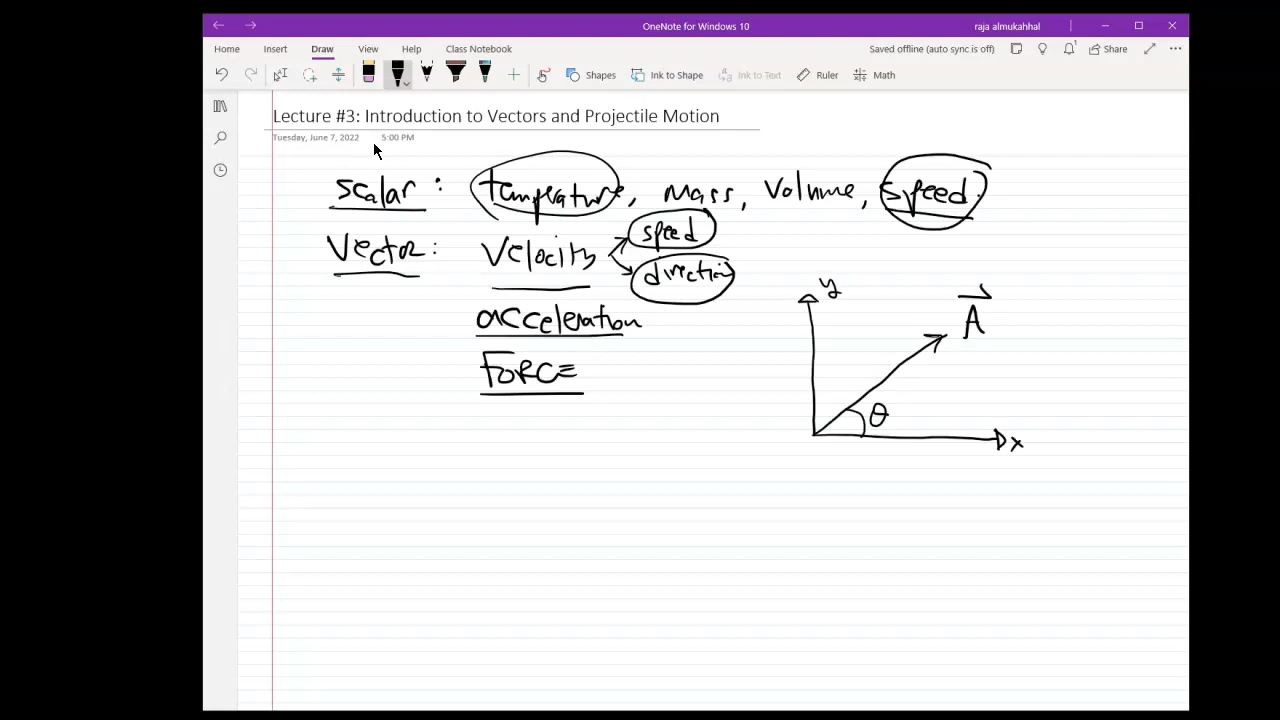 OneNote for Windows 10
raja almukahhal
Home Insert Draw View Help Class Notebook
Saved offline (auto sync is off) Share
Shapes Ink to Shape Ink to Text Ruler Math
Lecture #3: Introduction to Vectors and Projectile Motion
Tuesday, June 7, 2022 5:00 PM
scalar : temperature, mass, Volume, speed.
Vector : Velocity speed
direction
acceleration
FORCE
y
A
θ
x